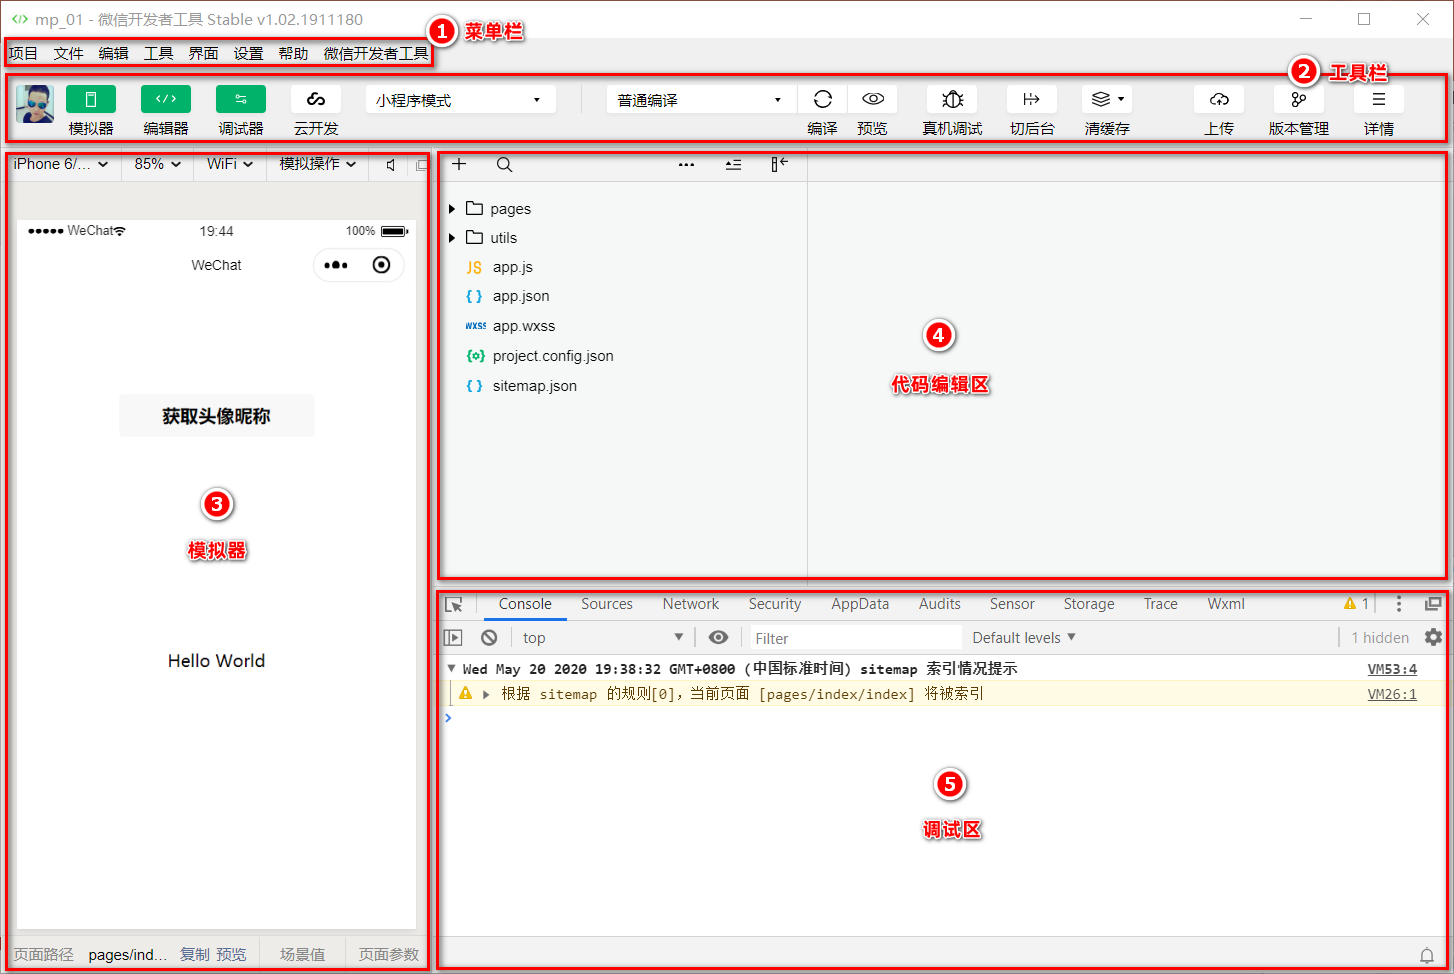 mp_01 - 微信开发者工具 Stable v1.02.1911180
1 菜单栏
项目 文件 编辑 工具 界面 设置 帮助 微信开发者工具
2 工具栏
小程序模式 普通编译
模拟器 编辑器 调试器 云开发 编译 预览 真机调试 切后台 清缓存 上传 版本管理 详情
iPhone 6/... 85% WiFi 模拟操作
WeChat 19:44 100%
WeChat
获取头像昵称
3
模拟器
Hello World
页面路径 pages/ind... 复制 预览 场景值 页面参数
pages
utils
JS app.js
{ } app.json
WXSS app.wxss
project.config.json
{ } sitemap.json
4
代码编辑区
Console Sources Network Security AppData Audits Sensor Storage Trace Wxml 1
top Filter Default levels 1 hidden
Wed May 20 2020 19:38:32 GMT+0800 (中国标准时间) sitemap 索引情况提示 VM53:4
根据 sitemap 的规则[0]，当前页面 [pages/index/index] 将被索引 VM26:1
5
调试区